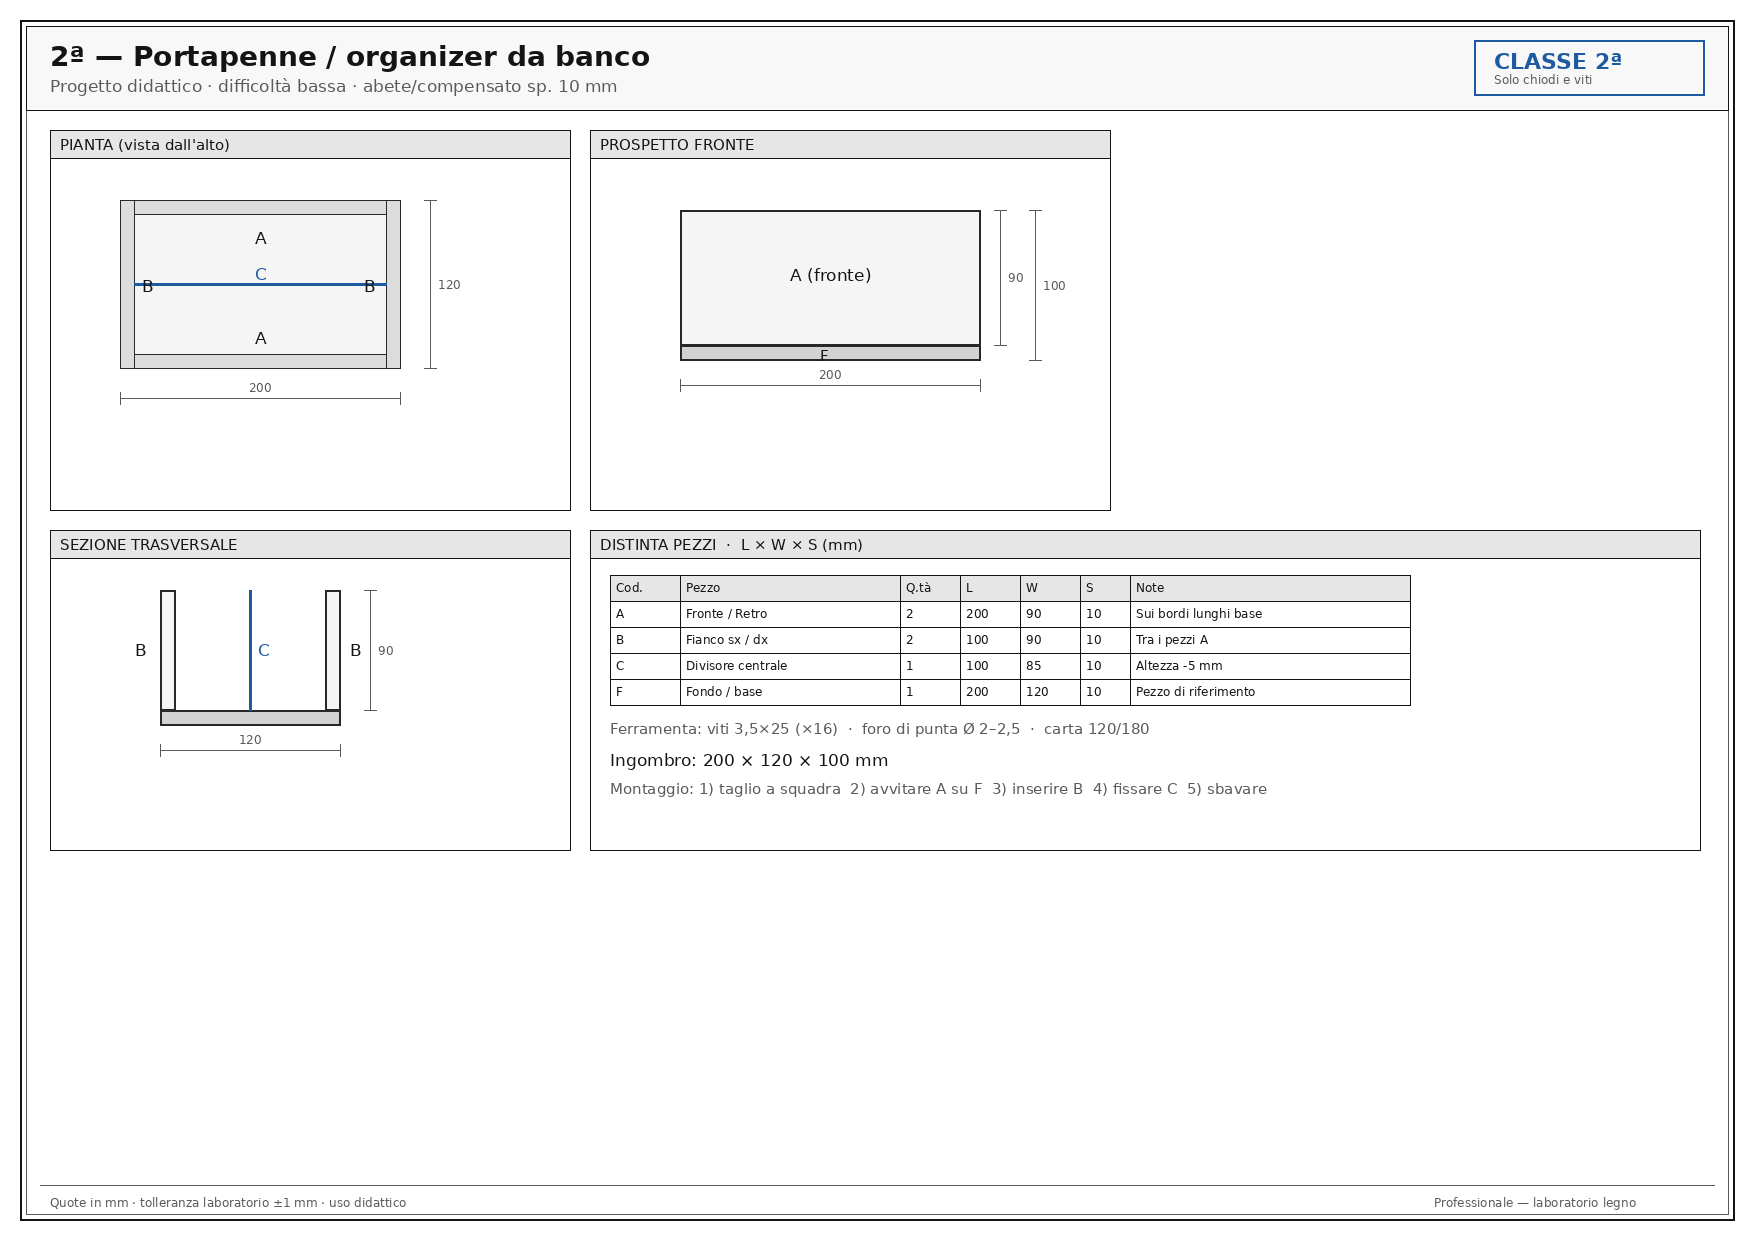 2ª — Portapenne / organizer da banco
Progetto didattico · difficoltà bassa · abete/compensato sp. 10 mm
CLASSE 2ª
Solo chiodi e viti
PIANTA (vista dall'alto)
A
C
B
B
A
120
200
PROSPETTO FRONTE
A (fronte)
90
100
F
200
SEZIONE TRASVERSALE
B
C
B
90
120
DISTINTA PEZZI · L × W × S (mm)
Cod. Pezzo Q.tà L W S Note
A Fronte / Retro 2 200 90 10 Sui bordi lunghi base
B Fianco sx / dx 2 100 90 10 Tra i pezzi A
C Divisore centrale 1 100 85 10 Altezza -5 mm
F Fondo / base 1 200 120 10 Pezzo di riferimento
Ferramenta: viti 3,5×25 (×16) · foro di punta Ø 2–2,5 · carta 120/180
Ingombro: 200 × 120 × 100 mm
Montaggio: 1) taglio a squadra 2) avvitare A su F 3) inserire B 4) fissare C 5) sbavare
Quote in mm · tolleranza laboratorio ±1 mm · uso didattico
Professionale — laboratorio legno